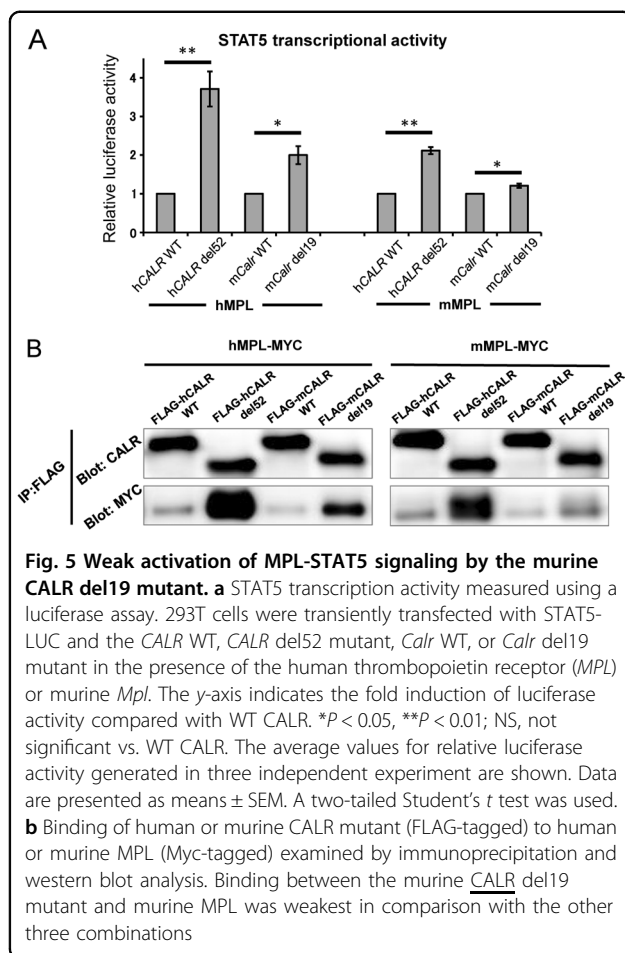 A
STAT5 transcriptional activity
Relative luciferase activity
4
3
2
1
0
**
*
**
*
hCALR WT
hCALR del52
mCalr WT
mCalr del19
hCALR WT
hCALR del52
mCalr WT
mCalr del19
hMPL
mMPL
B
hMPL-MYC
mMPL-MYC
FLAG-hCALR WT
FLAG-hCALR del52
FLAG-mCALR WT
FLAG-mCALR del19
FLAG-hCALR WT
FLAG-hCALR del52
FLAG-mCALR WT
FLAG-mCALR del19
IP:FLAG
Blot: CALR
Blot: MYC
Fig. 5 Weak activation of MPL-STAT5 signaling by the murine
CALR del19 mutant. a STAT5 transcription activity measured using a
luciferase assay. 293T cells were transiently transfected with STAT5-
LUC and the CALR WT, CALR del52 mutant, Calr WT, or Calr del19
mutant in the presence of the human thrombopoietin receptor (MPL)
or murine Mpl. The y-axis indicates the fold induction of luciferase
activity compared with WT CALR. *P < 0.05, **P < 0.01; NS, not
significant vs. WT CALR. The average values for relative luciferase
activity generated in three independent experiment are shown. Data
are presented as means ± SEM. A two-tailed Student's t test was used.
b Binding of human or murine CALR mutant (FLAG-tagged) to human
or murine MPL (Myc-tagged) examined by immunoprecipitation and
western blot analysis. Binding between the murine CALR del19
mutant and murine MPL was weakest in comparison with the other
three combinations